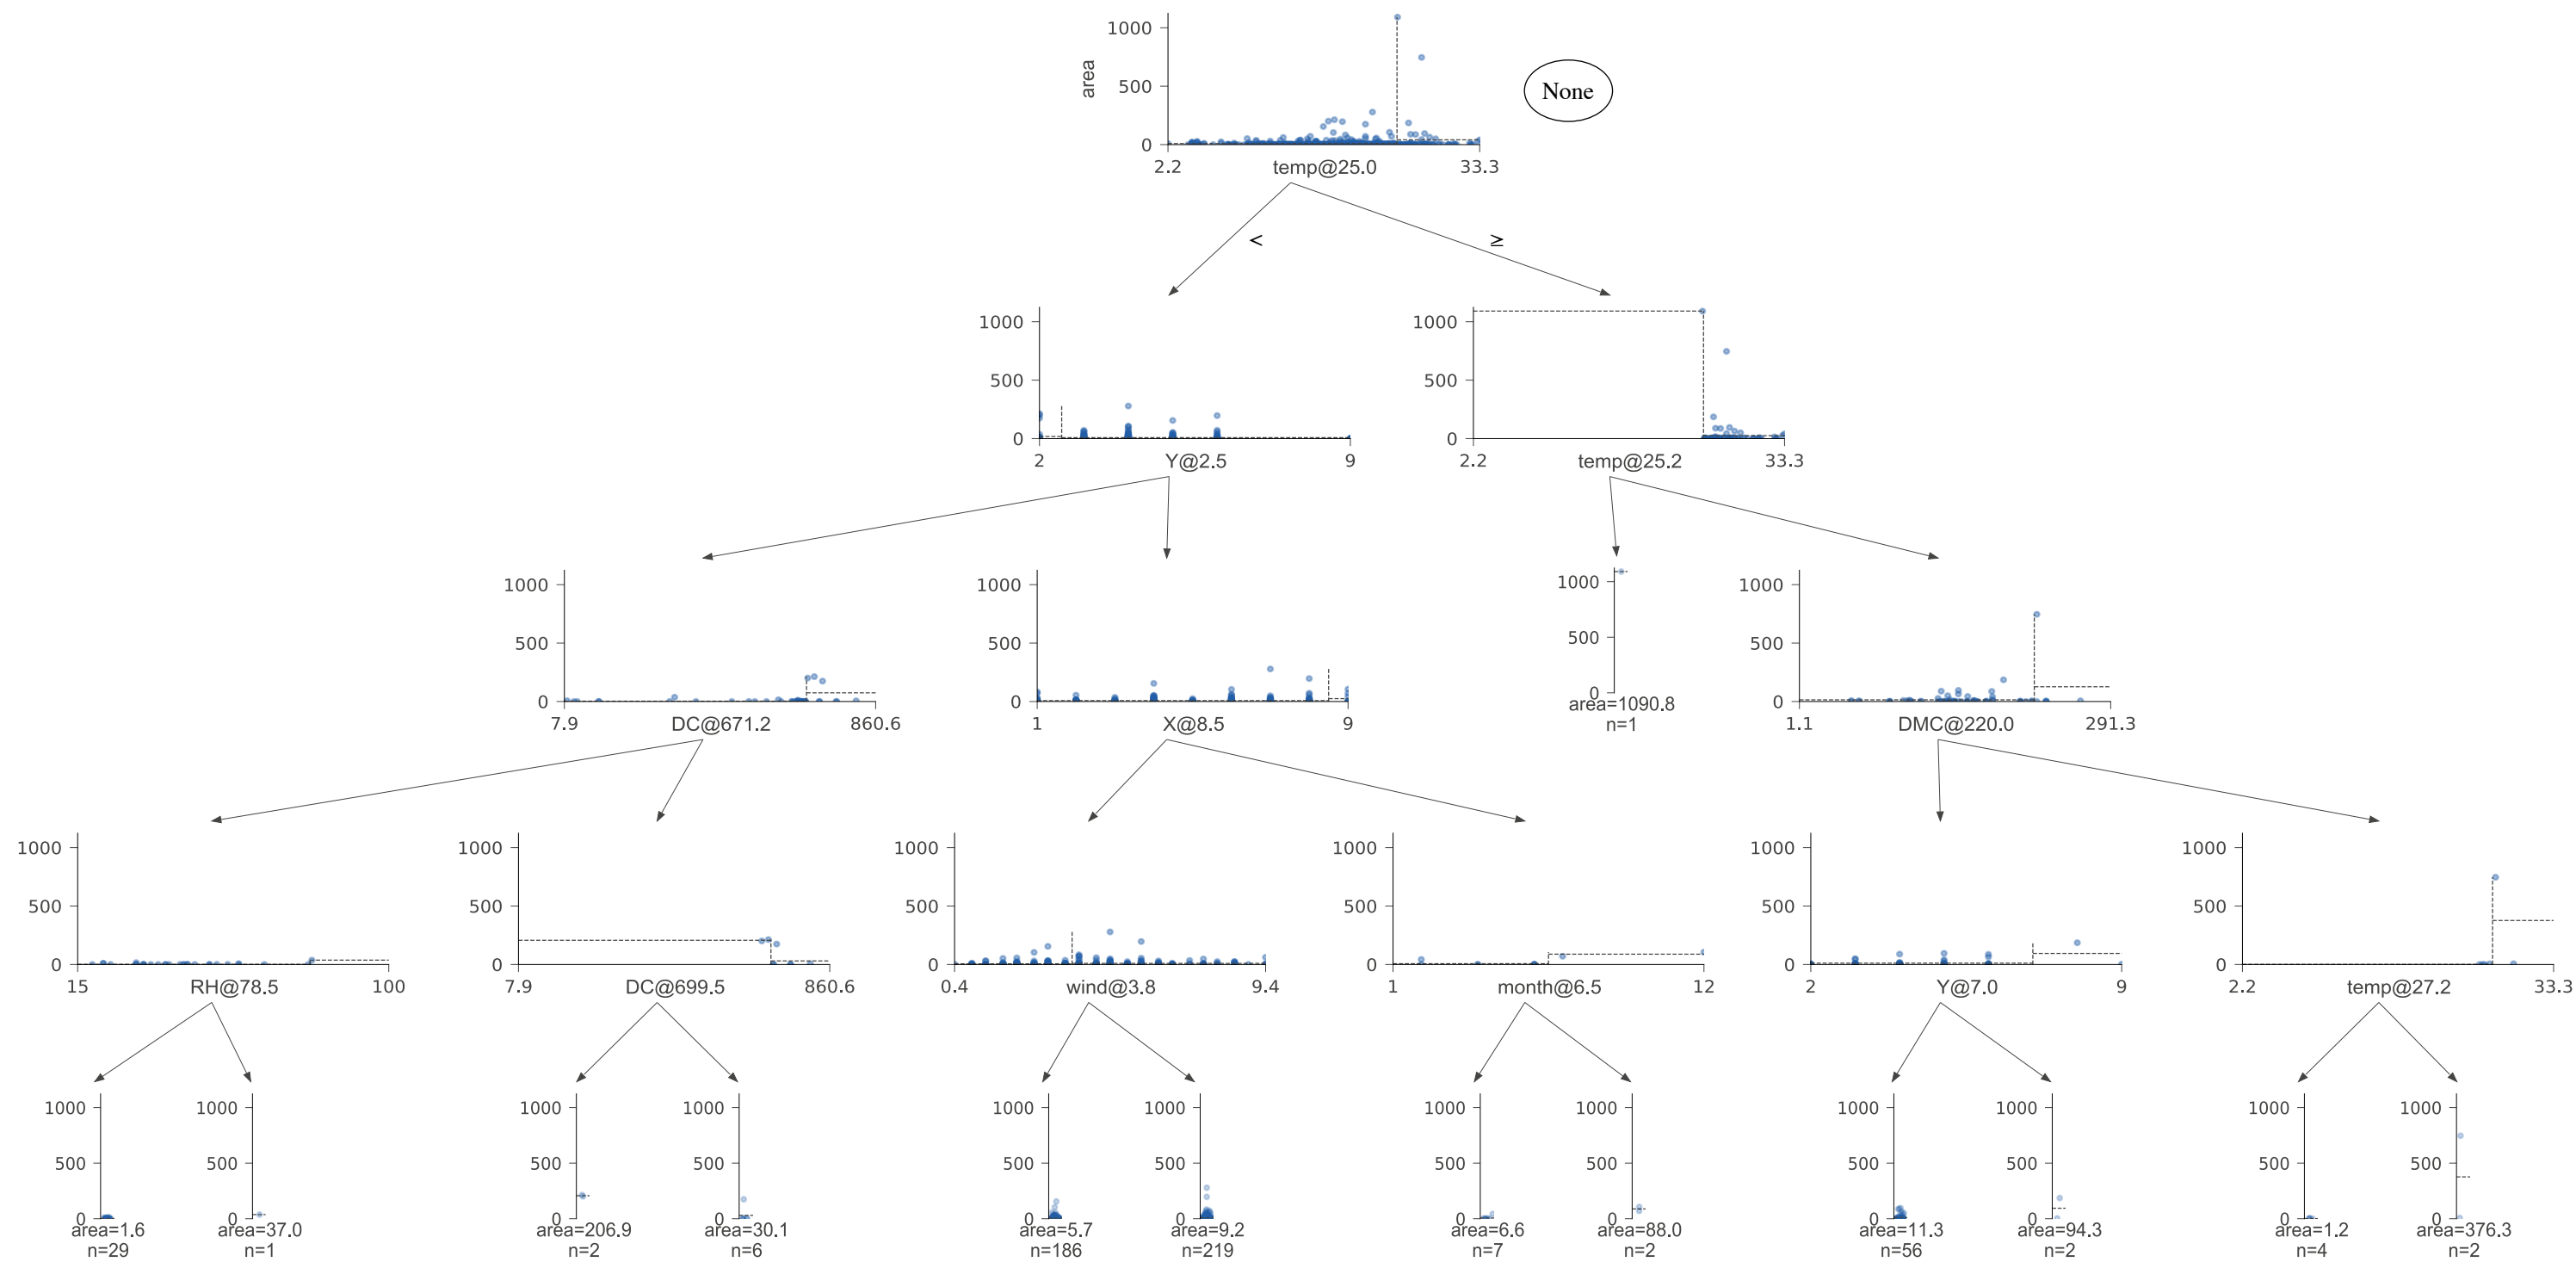 1000
500
0
area
None
2.2 temp@25.0 33.3
< ≥
1000
500
0
2 Y@2.5 9
1000
500
0
2.2 temp@25.2 33.3
1000
500
0
7.9 DC@671.2 860.6
1000
500
0
1 X@8.5 9
1000
500
0
area=1090.8
n=1
1000
500
0
1.1 DMC@220.0 291.3
1000
500
0
15 RH@78.5 100
1000
500
0
7.9 DC@699.5 860.6
1000
500
0
0.4 wind@3.8 9.4
1000
500
0
1 month@6.5 12
1000
500
0
2 Y@7.0 9
1000
500
0
2.2 temp@27.2 33.3
1000
500
0
area=1.6
n=29
1000
500
0
area=37.0
n=1
1000
500
0
area=206.9
n=2
1000
500
0
area=30.1
n=6
1000
500
0
area=5.7
n=186
1000
500
0
area=9.2
n=219
1000
500
0
area=6.6
n=7
1000
500
0
area=88.0
n=2
1000
500
0
area=11.3
n=56
1000
500
0
area=94.3
n=2
1000
500
0
area=1.2
n=4
1000
500
0
area=376.3
n=2